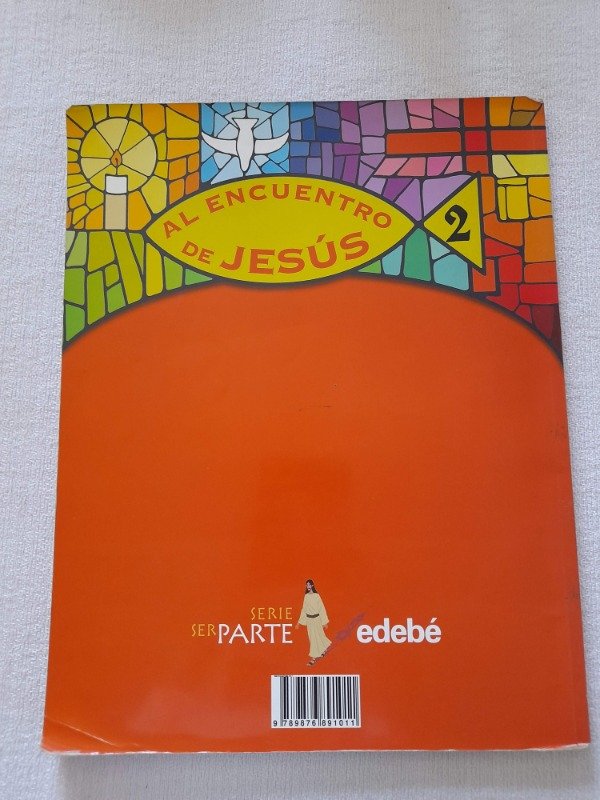 AL ENCUENTRO
DE JESÚS
2
SERIE
SER PARTE
edebé
9 789876 891011